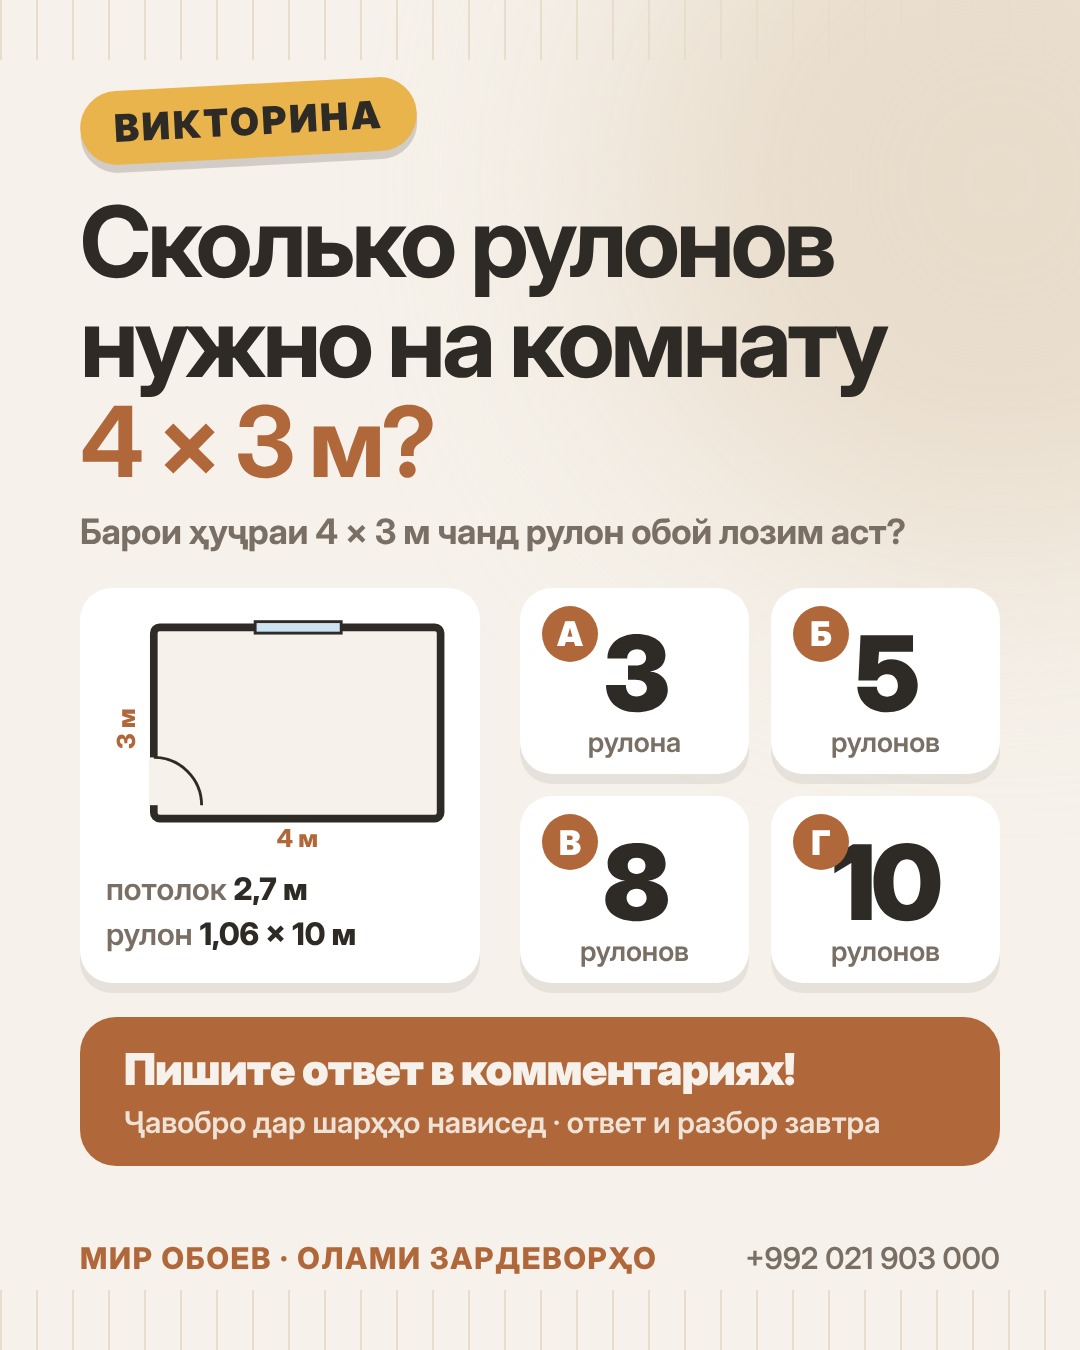 ВИКТОРИНА
Сколько рулонов
нужно на комнату
4 × 3 м?
Барои ҳуҷраи 4 × 3 м чанд рулон обой лозим аст?
3 м
4 м
потолок 2,7 м
рулон 1,06 × 10 м
А
3
рулона
Б
5
рулонов
В
8
рулонов
Г
10
рулонов
Пишите ответ в комментариях!
Ҷавобро дар шарҳҳо нависед · ответ и разбор завтра
МИР ОБОЕВ · ОЛАМИ ЗАРДЕВОРҲО
+992 021 903 000